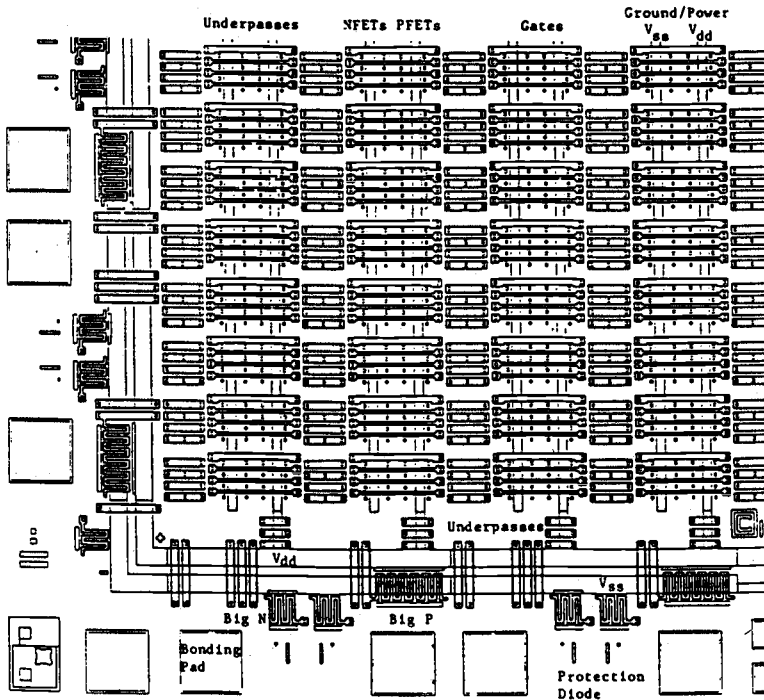 Underpasses
NFETs PFETs
Gates
Ground/Power
Vss
Vdd
Underpasses
Vdd
Vss
Big N
Big P
Bonding
Pad
Protection
Diode